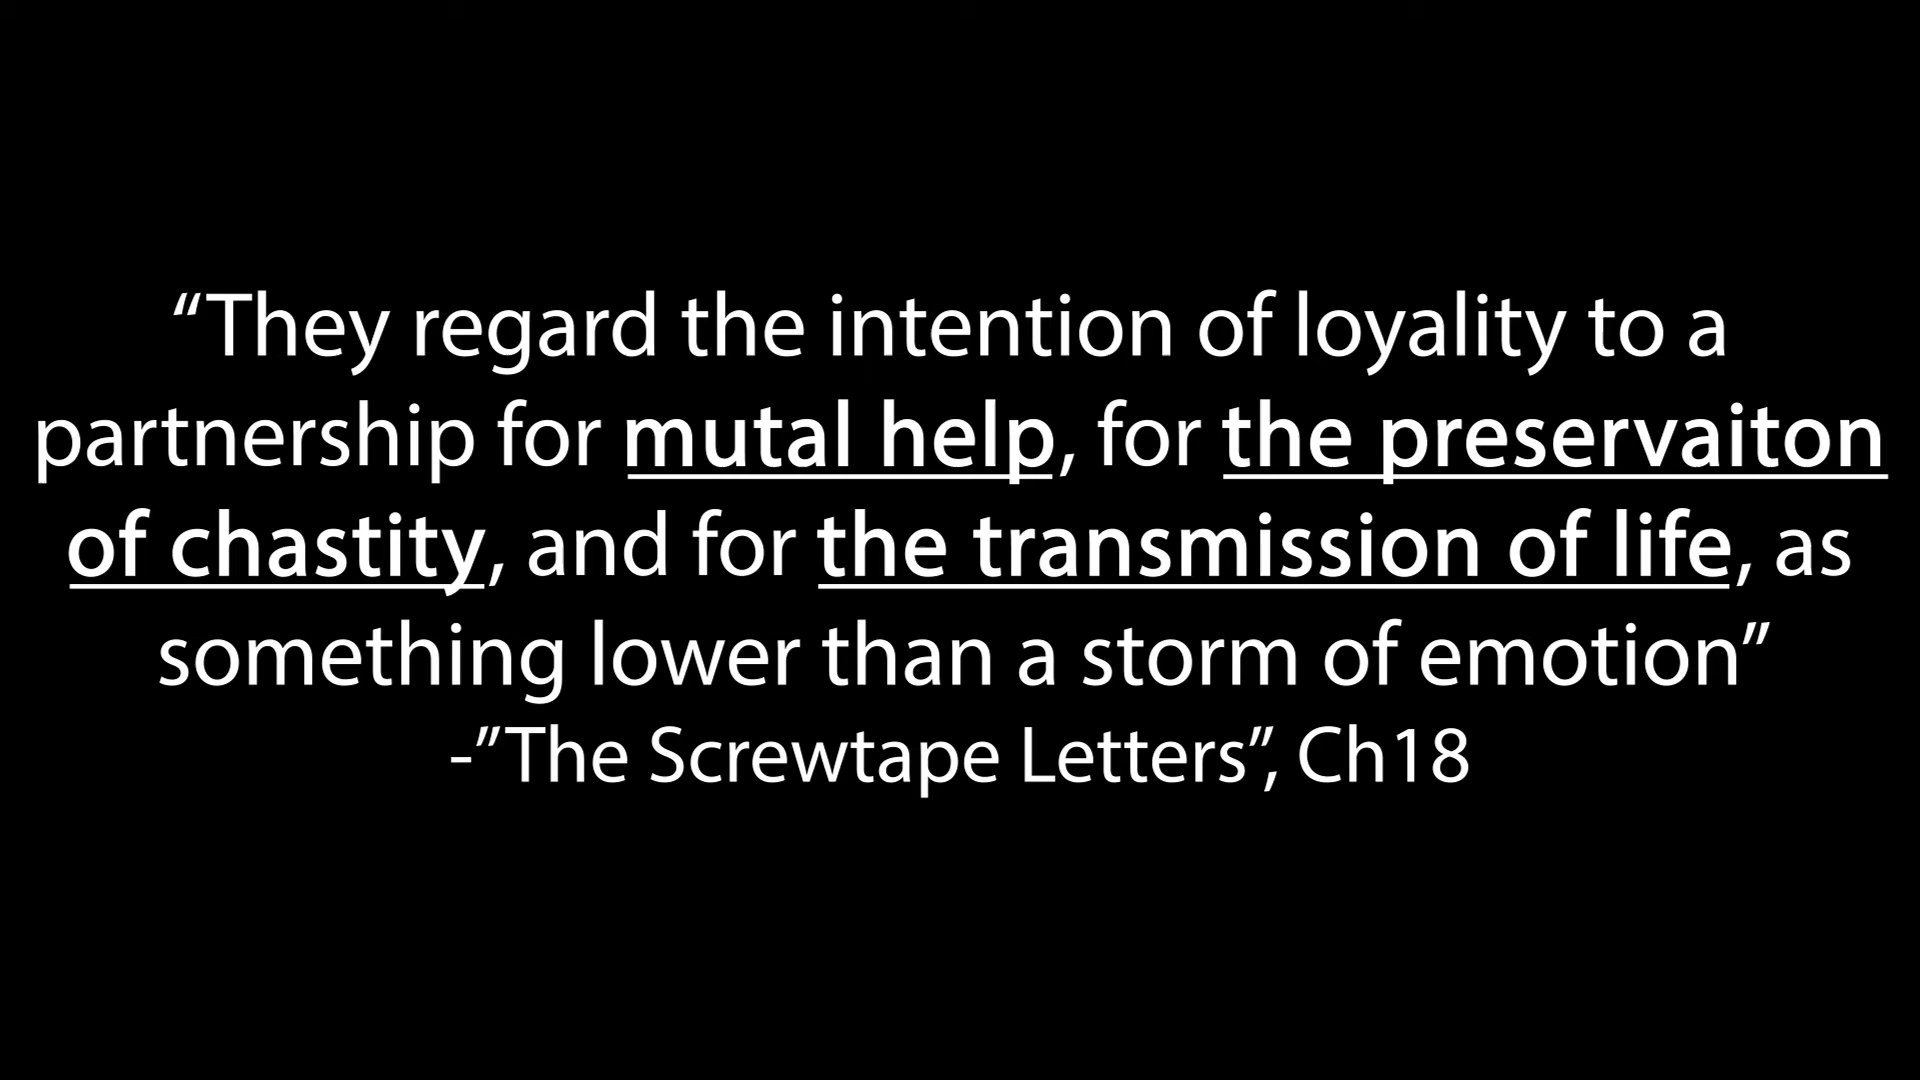 “They regard the intention of loyality to a
partnership for mutal help, for the preservaiton
of chastity, and for the transmission of life, as
something lower than a storm of emotion”
-”The Screwtape Letters”, Ch18